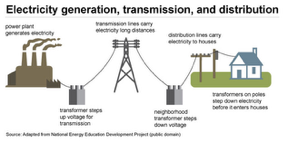 Electricity generation, transmission, and distribution
power plant
generates electricity
transmission lines carry
electricity long distances
distribution lines carry
electricity to houses
transformer steps
up voltage for
transmission
neighborhood
transformer steps
down voltage
transformers on poles
step down electricity
before it enters houses
Source: Adapted from National Energy Education Development Project (public domain)